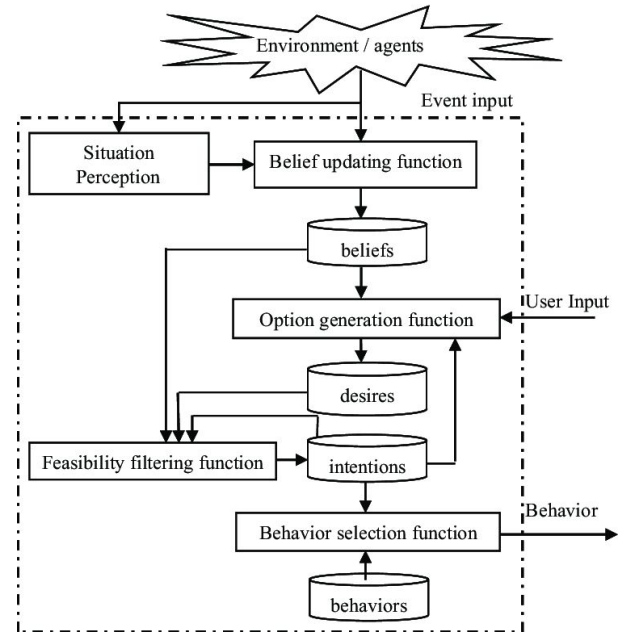 Environment / agents
Event input
Situation
Perception
Belief updating function
beliefs
User Input
Option generation function
desires
Feasibility filtering function
intentions
Behavior
Behavior selection function
behaviors